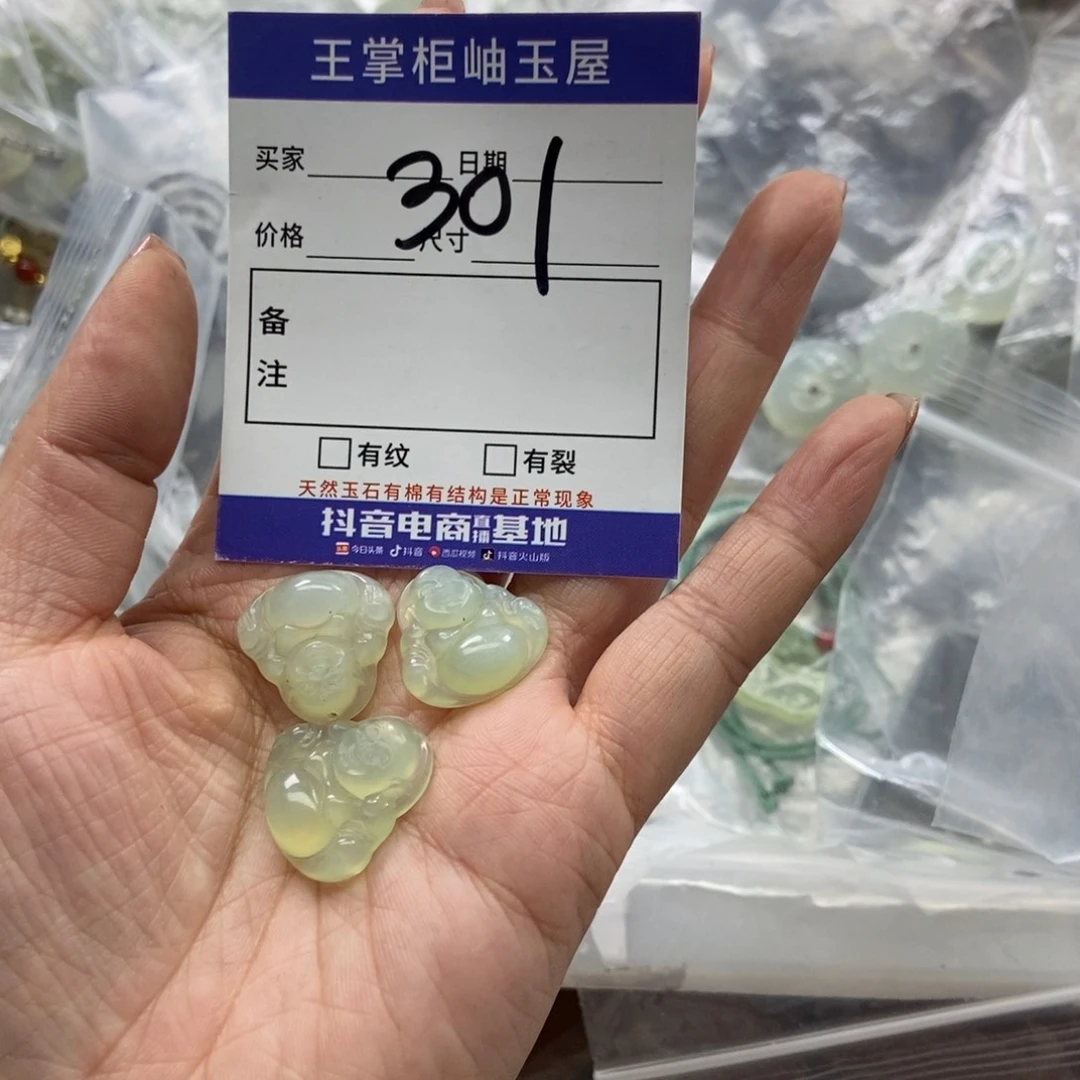 王掌柜岫玉屋
买家 日期
301
价格 尺寸
备
注
有纹 有裂
天然玉石有棉有结构是正常现象
抖音电商直播基地
头条 今日头条 抖音 西瓜视频 抖音火山版